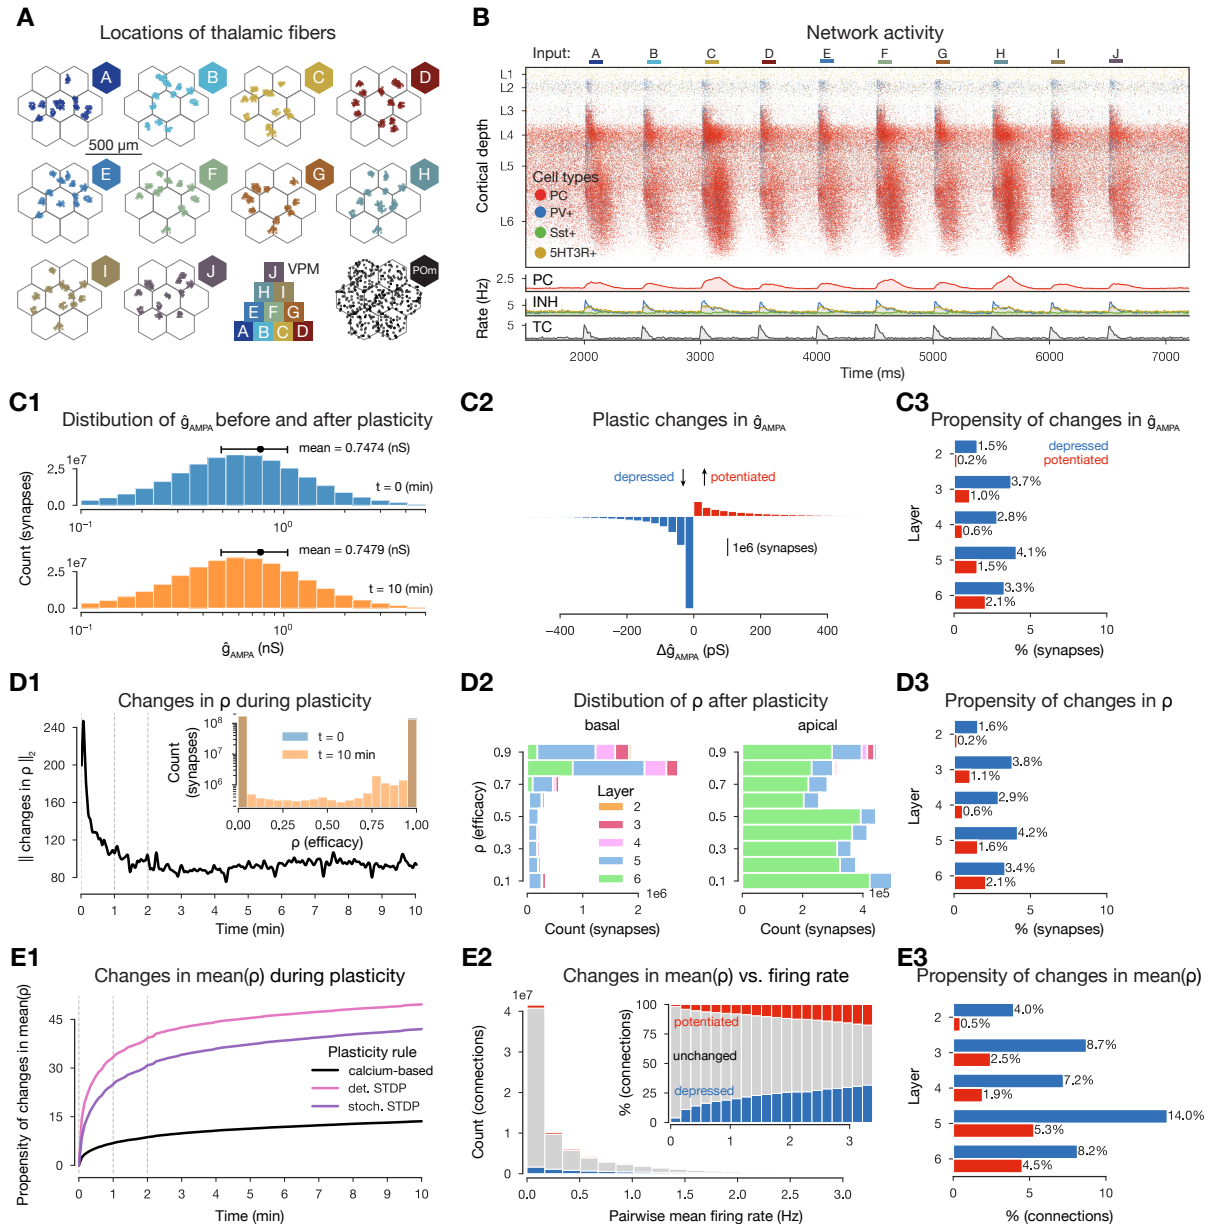 A
Locations of thalamic fibers
A
B
C
D
500 µm
E
F
G
H
I
J
VPM
POm
J
H I
E F G
A B C D
B
Network activity
Input: A B C D E F G H I J
L1
L2
L3
L4
L5
L6
Cortical depth
Cell types
PC
PV+
Sst+
5HT3R+
2.5
PC
5
INH
5
TC
Rate (Hz)
2000 3000 4000 5000 6000 7000
Time (ms)
C1
Distibution of ĝAMPA before and after plasticity
1e7
mean = 0.7474 (nS)
2.5
t = 0 (min)
0.0
10⁻¹ 10⁰
1e7
mean = 0.7479 (nS)
2.5
t = 10 (min)
0.0
10⁻¹ 10⁰
Count (synapses)
ĝAMPA (nS)
C2
Plastic changes in ĝAMPA
depressed
potentiated
1e6 (synapses)
−400 −200 0 200 400
ΔĝAMPA (pS)
C3
Propensity of changes in ĝAMPA
depressed
potentiated
2 1.5%
0.2%
3 3.7%
1.0%
4 2.8%
0.6%
5 4.1%
1.5%
6 3.3%
2.1%
Layer
0 5 10
% (synapses)
D1
Changes in ρ during plasticity
240
200
160
120
80
|| changes in ρ ||₂
0 1 2 3 4 5 6 7 8 9 10
Time (min)
Count
(synapses)
10⁸
10⁷
10⁶
t = 0
t = 10 min
0.00 0.25 0.50 0.75 1.00
ρ (efficacy)
D2
Distibution of ρ after plasticity
basal
0.9
0.7
0.5
0.3
0.1
ρ (efficacy)
Layer
2
3
4
5
6
1e6
0 1 2
Count (synapses)
apical
0.9
0.7
0.5
0.3
0.1
1e5
0 2 4
Count (synapses)
D3
Propensity of changes in ρ
2 1.6%
0.2%
3 3.8%
1.1%
4 2.9%
0.6%
5 4.2%
1.6%
6 3.4%
2.1%
Layer
0 5 10
% (synapses)
E1
Changes in mean(ρ) during plasticity
45
30
15
0
Propensity of changes in mean(ρ)
Plasticity rule
calcium-based
det. STDP
stoch. STDP
0 1 2 3 4 5 6 7 8 9 10
Time (min)
E2
Changes in mean(ρ) vs. firing rate
1e7
4
3
2
1
0
Count (connections)
0.0 0.5 1.0 1.5 2.0 2.5 3.0
Pairwise mean firing rate (Hz)
100
75
50
25
0
% (connections)
potentiated
unchanged
depressed
0 1 2 3
E3
Propensity of changes in mean(ρ)
2 4.0%
0.5%
3 8.7%
2.5%
4 7.2%
1.9%
5 14.0%
5.3%
6 8.2%
4.5%
Layer
0 5 10
% (connections)